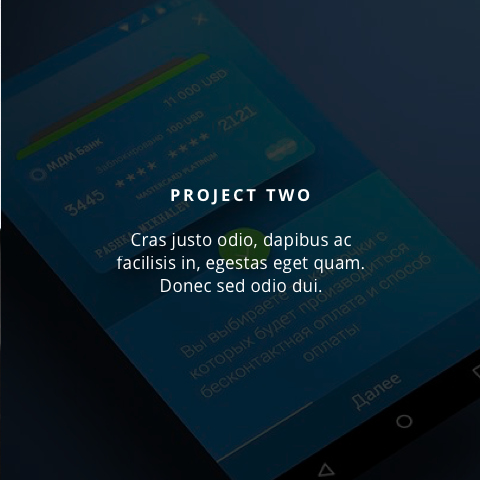 11 000 USD
МДМ Банк
Заблокировано 100 USD
3445 **** **** 2121
MASTERCARD PLATINUM
PROJECT TWO
Cras justo odio, dapibus ac
facilisis in, egestas eget quam.
Donec sed odio dui.
Вы выбираете с
которых будет производиться
бесконтактная оплата и способ
оплаты
Далее